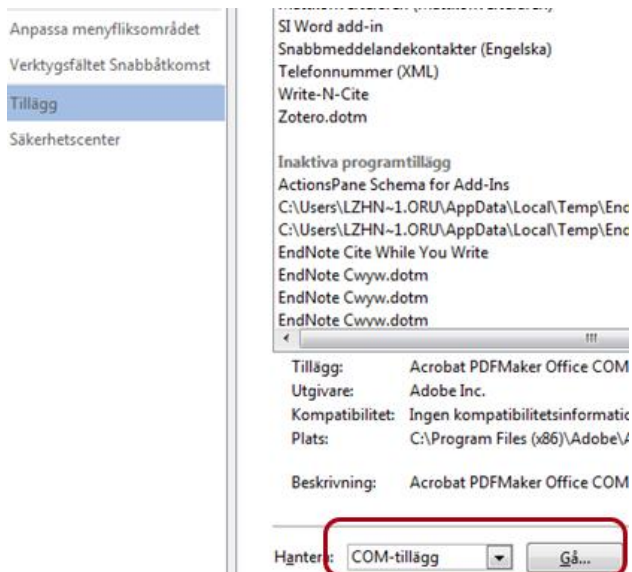 Anpassa menyfliksområdet
Verktygsfältet Snabbåtkomst
Tillägg
Säkerhetscenter
SI Word add-in
Snabbmeddelandekontakter (Engelska)
Telefonnummer (XML)
Write-N-Cite
Zotero.dotm
Inaktiva programtillägg
ActionsPane Schema for Add-Ins
C:\Users\LZHN~1.ORU\AppData\Local\Temp\End
C:\Users\LZHN~1.ORU\AppData\Local\Temp\End
EndNote Cite While You Write
EndNote Cwyw.dotm
EndNote Cwyw.dotm
EndNote Cwyw.dotm
Tillägg: Acrobat PDFMaker Office COM
Utgivare: Adobe Inc.
Kompatibilitet: Ingen kompatibilitetsinformatio
Plats: C:\Program Files (x86)\Adobe\A
Beskrivning: Acrobat PDFMaker Office COM
Hantera: COM-tillägg Gå...